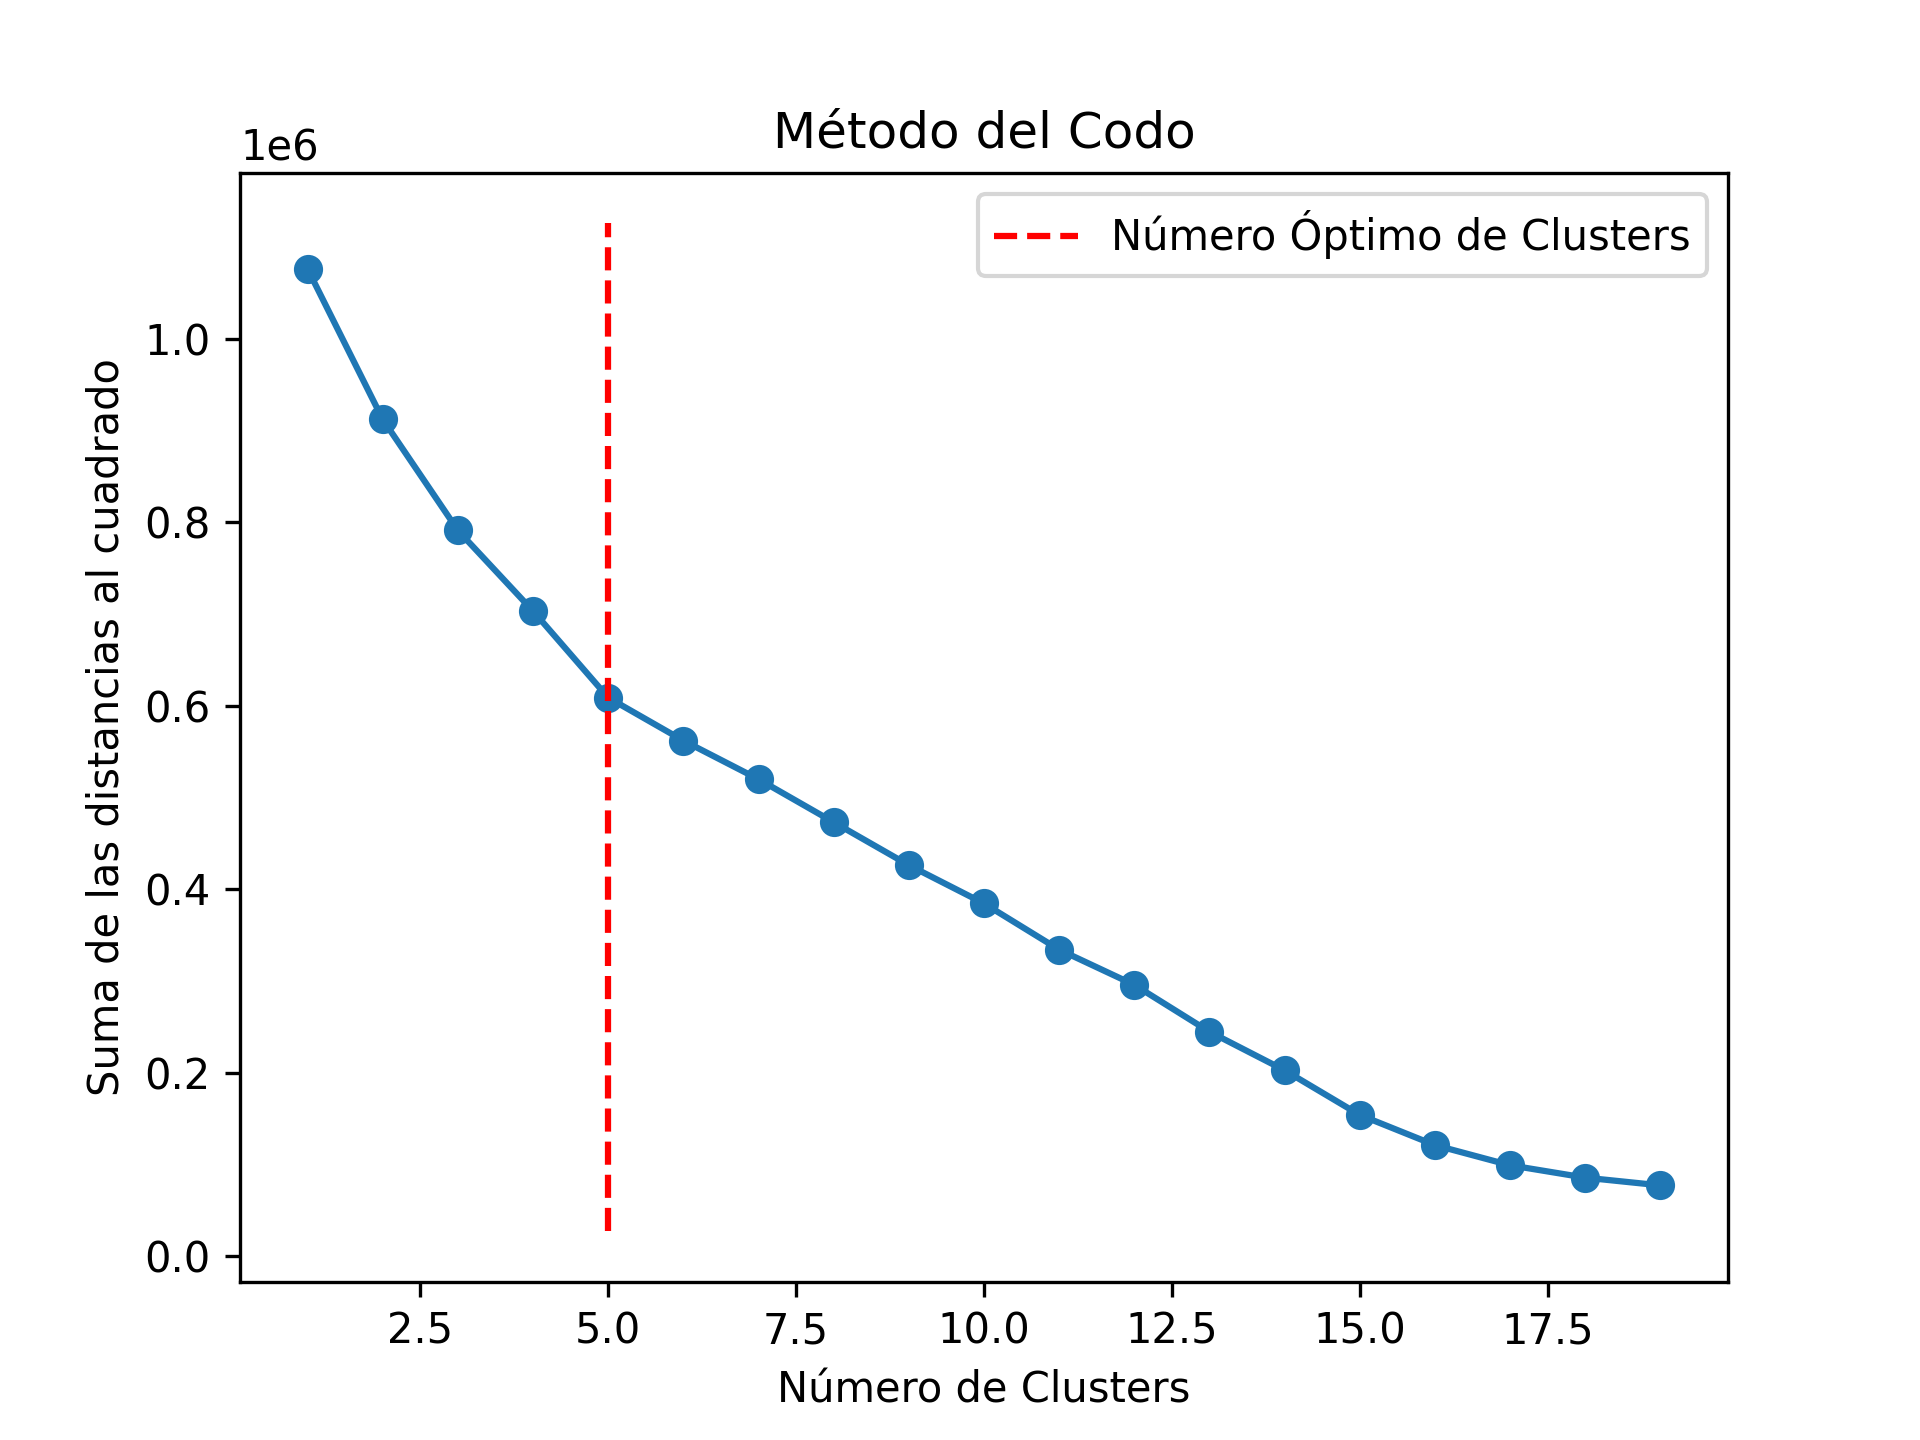 Método del Codo
1e6
Número Óptimo de Clusters
Suma de las distancias al cuadrado
1.0
0.8
0.6
0.4
0.2
0.0
2.5 5.0 7.5 10.0 12.5 15.0 17.5
Número de Clusters